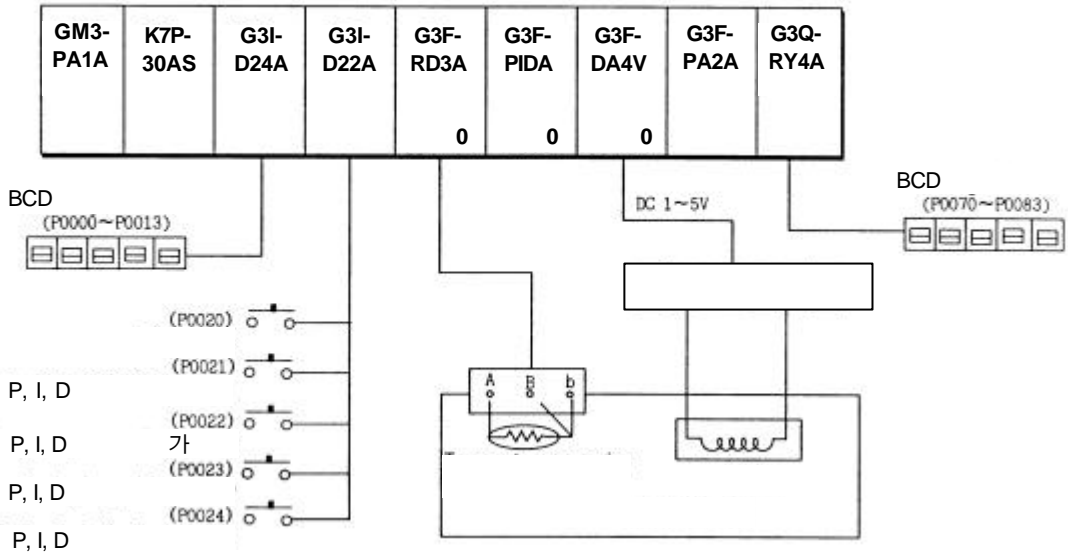 GM3-PA1A K7P-30AS G3I-D24A G3I-D22A G3F-RD3A G3F-PIDA G3F-DA4V G3F-PA2A G3Q-RY4A
0 0 0
BCD
(P0000~P0013)
DC 1~5V
BCD
(P0070~P0083)
(P0020)
(P0021)
P, I, D
A B b
(P0022)
P, I, D 가
(P0023)
P, I, D
(P0024)
P, I, D